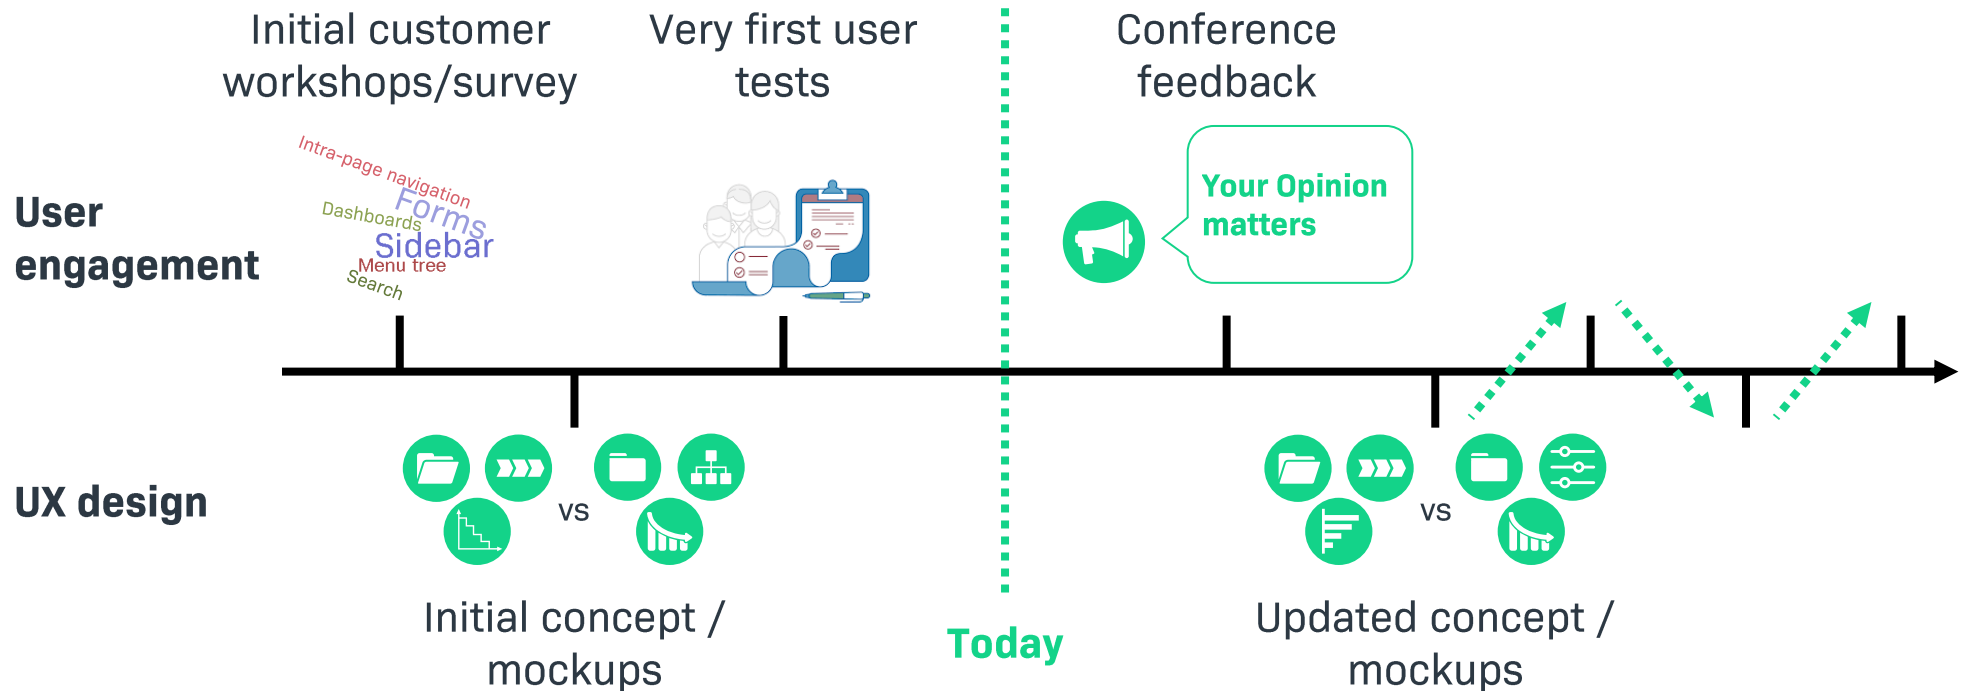 Initial customer
workshops/survey
Very first user
tests
Conference
feedback
User
engagement
Intra-page navigation
Forms
Dashboards
Sidebar
Menu tree
Search
Your Opinion
matters
UX design
vs
vs
Initial concept /
mockups
Today
Updated concept /
mockups